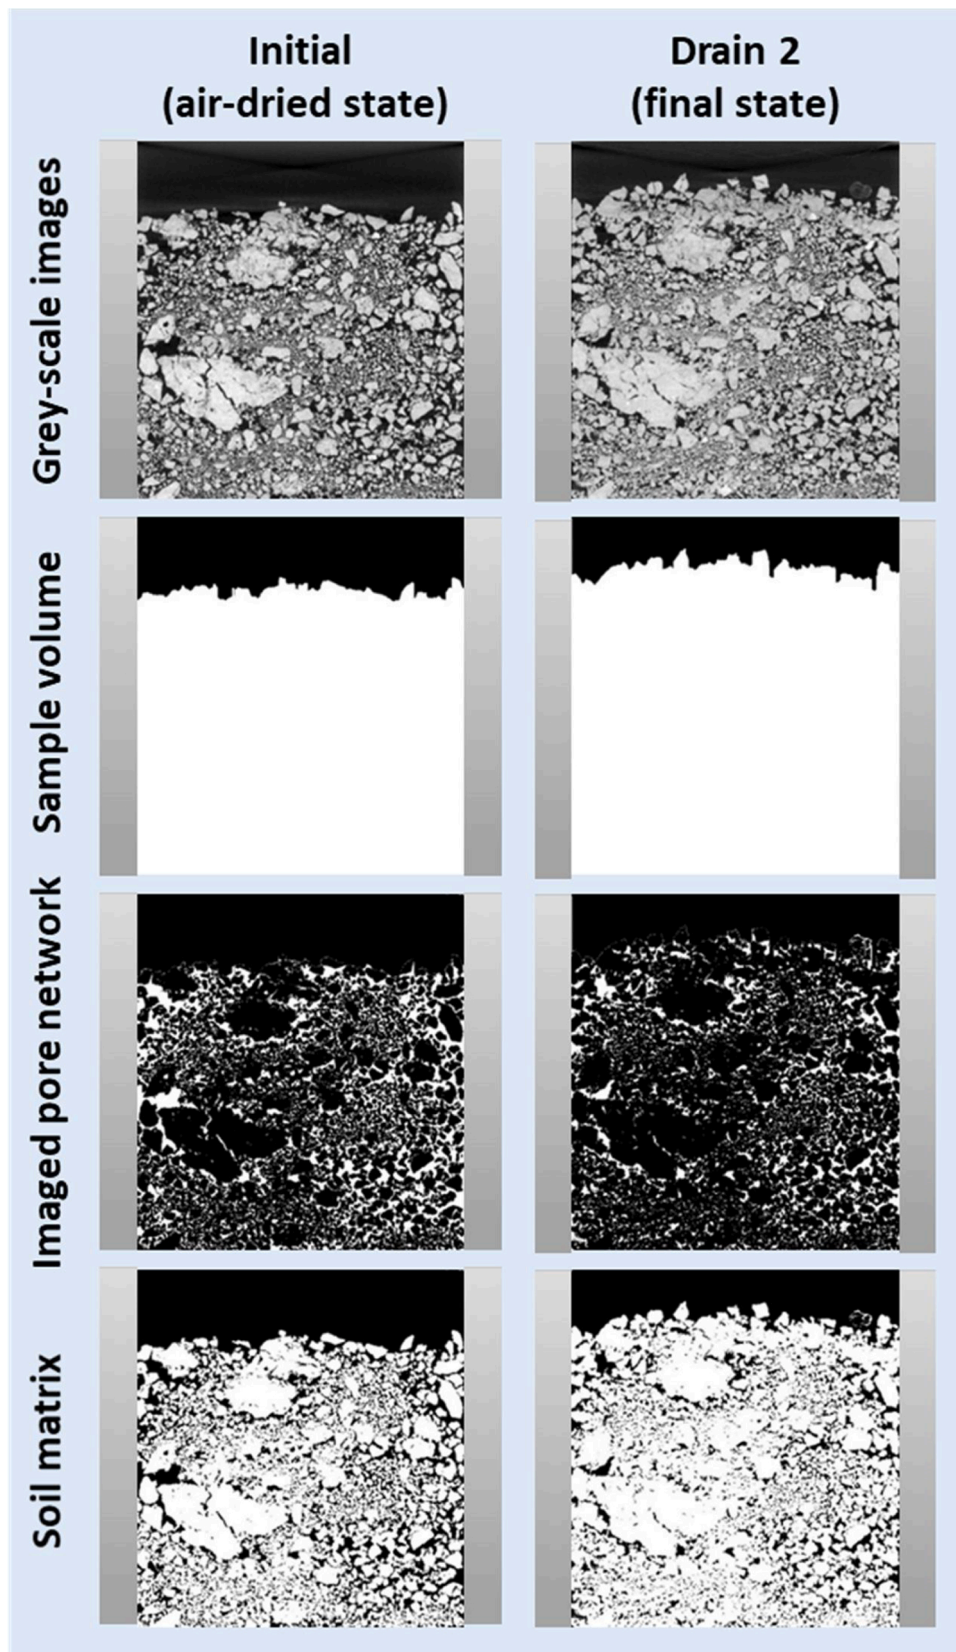 Initial
(air-dried state)
Drain 2
(final state)
Grey-scale images
Sample volume
Imaged pore network
Soil matrix